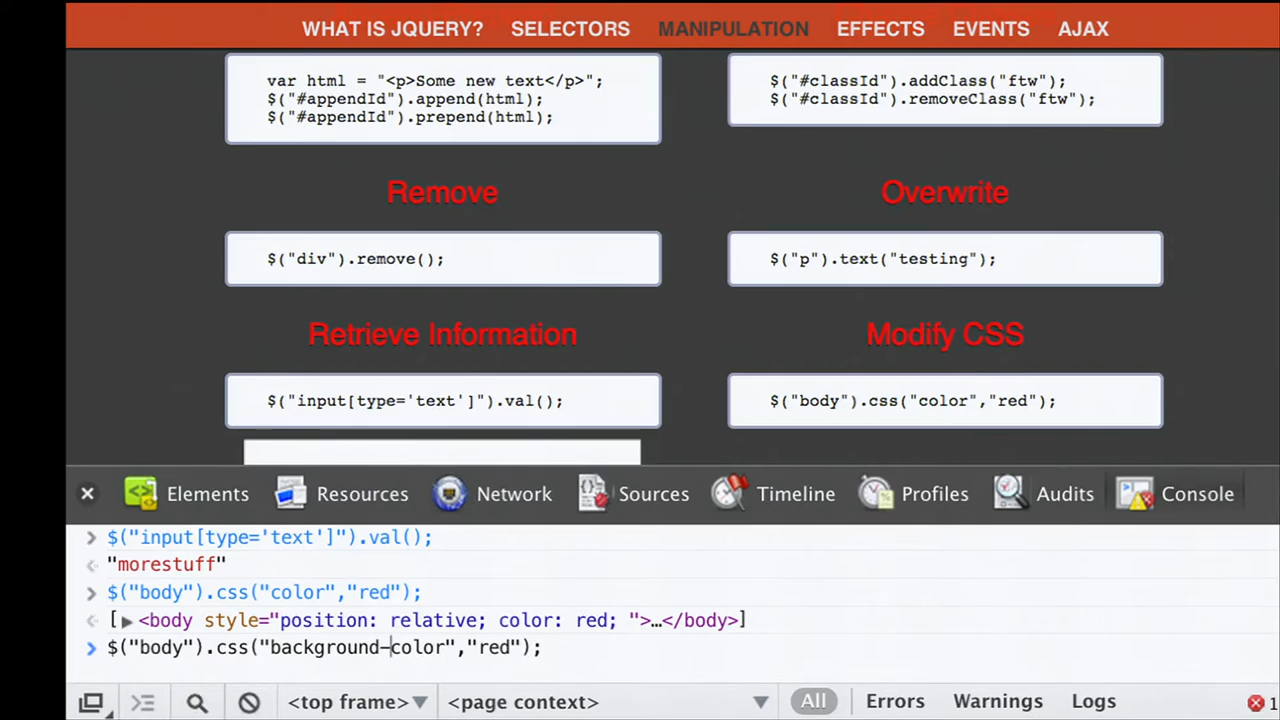 WHAT IS JQUERY? SELECTORS MANIPULATION EFFECTS EVENTS AJAX
var html = "<p>Some new text</p>";
$("#appendId").append(html);
$("#appendId").prepend(html);
$("#classId").addClass("ftw");
$("#classId").removeClass("ftw");
Remove
Overwrite
$("div").remove();
$("p").text("testing");
Retrieve Information
Modify CSS
$("input[type='text']").val();
$("body").css("color","red");
Elements Resources Network Sources Timeline Profiles Audits Console
$("input[type='text']").val();
"morestuff"
$("body").css("color","red");
[▶<body style="position: relative; color: red; ">…</body>]
$("body").css("background-color","red");
<top frame> <page context> All Errors Warnings Logs 1